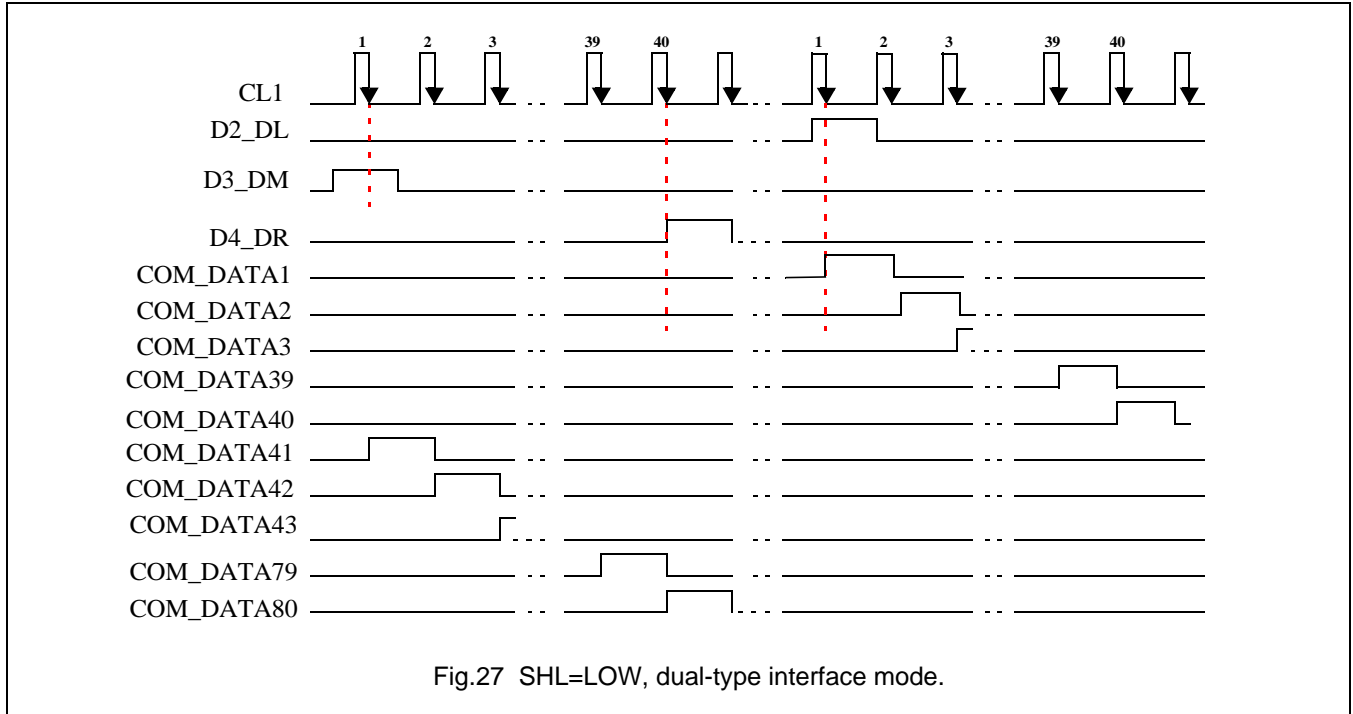 1 2 3 39 40 1 2 3 39 40
CL1
D2_DL
D3_DM
D4_DR
COM_DATA1
COM_DATA2
COM_DATA3
COM_DATA39
COM_DATA40
COM_DATA41
COM_DATA42
COM_DATA43
COM_DATA79
COM_DATA80
Fig.27 SHL=LOW, dual-type interface mode.